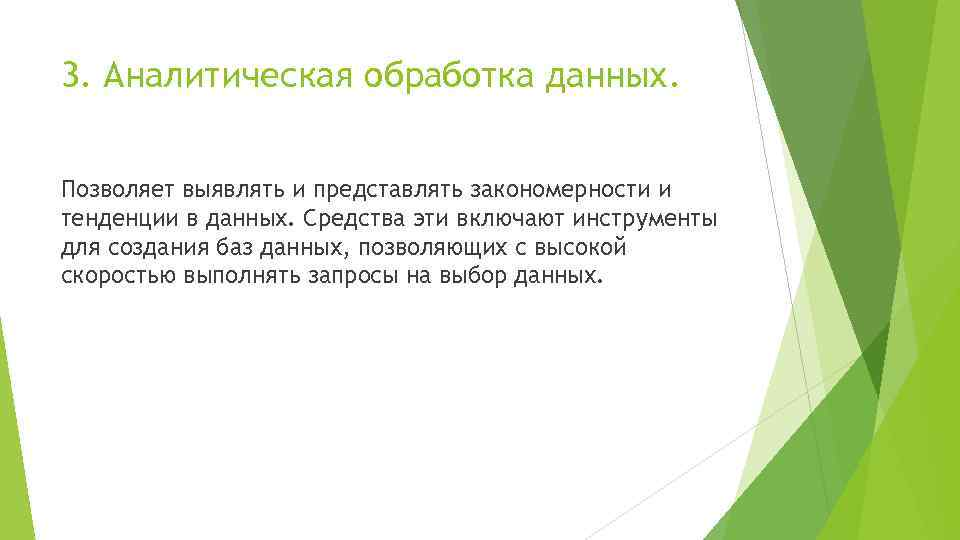 3. Аналитическая обработка данных.
Позволяет выявлять и представлять закономерности и
тенденции в данных. Средства эти включают инструменты
для создания баз данных, позволяющих с высокой
скоростью выполнять запросы на выбор данных.